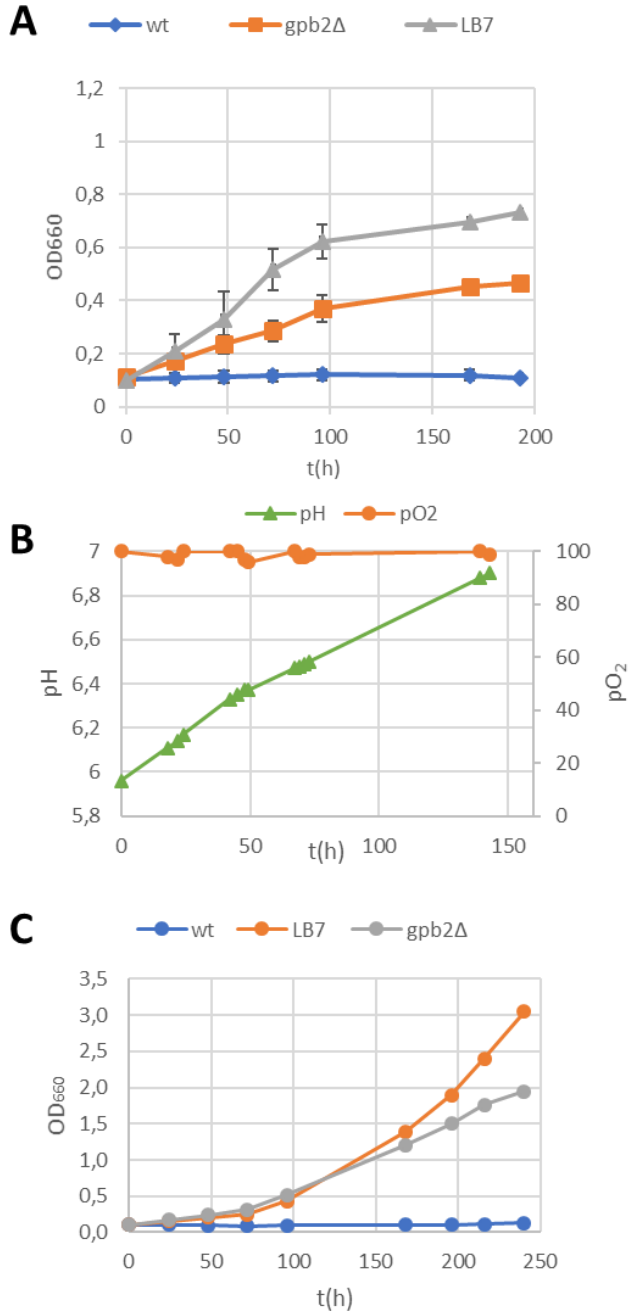 A
wt gpb2Δ LB7
1,2
1
0,8
0,6
0,4
0,2
0
OD660
0 50 100 150 200
t(h)
B
pH pO2
7
6,8
6,6
6,4
6,2
6
5,8
pH
100
80
60
40
20
0
pO₂
0 50 100 150
t(h)
C
wt LB7 gpb2Δ
3,5
3,0
2,5
2,0
1,5
1,0
0,5
0,0
OD₆₆₀
0 50 100 150 200 250
t(h)